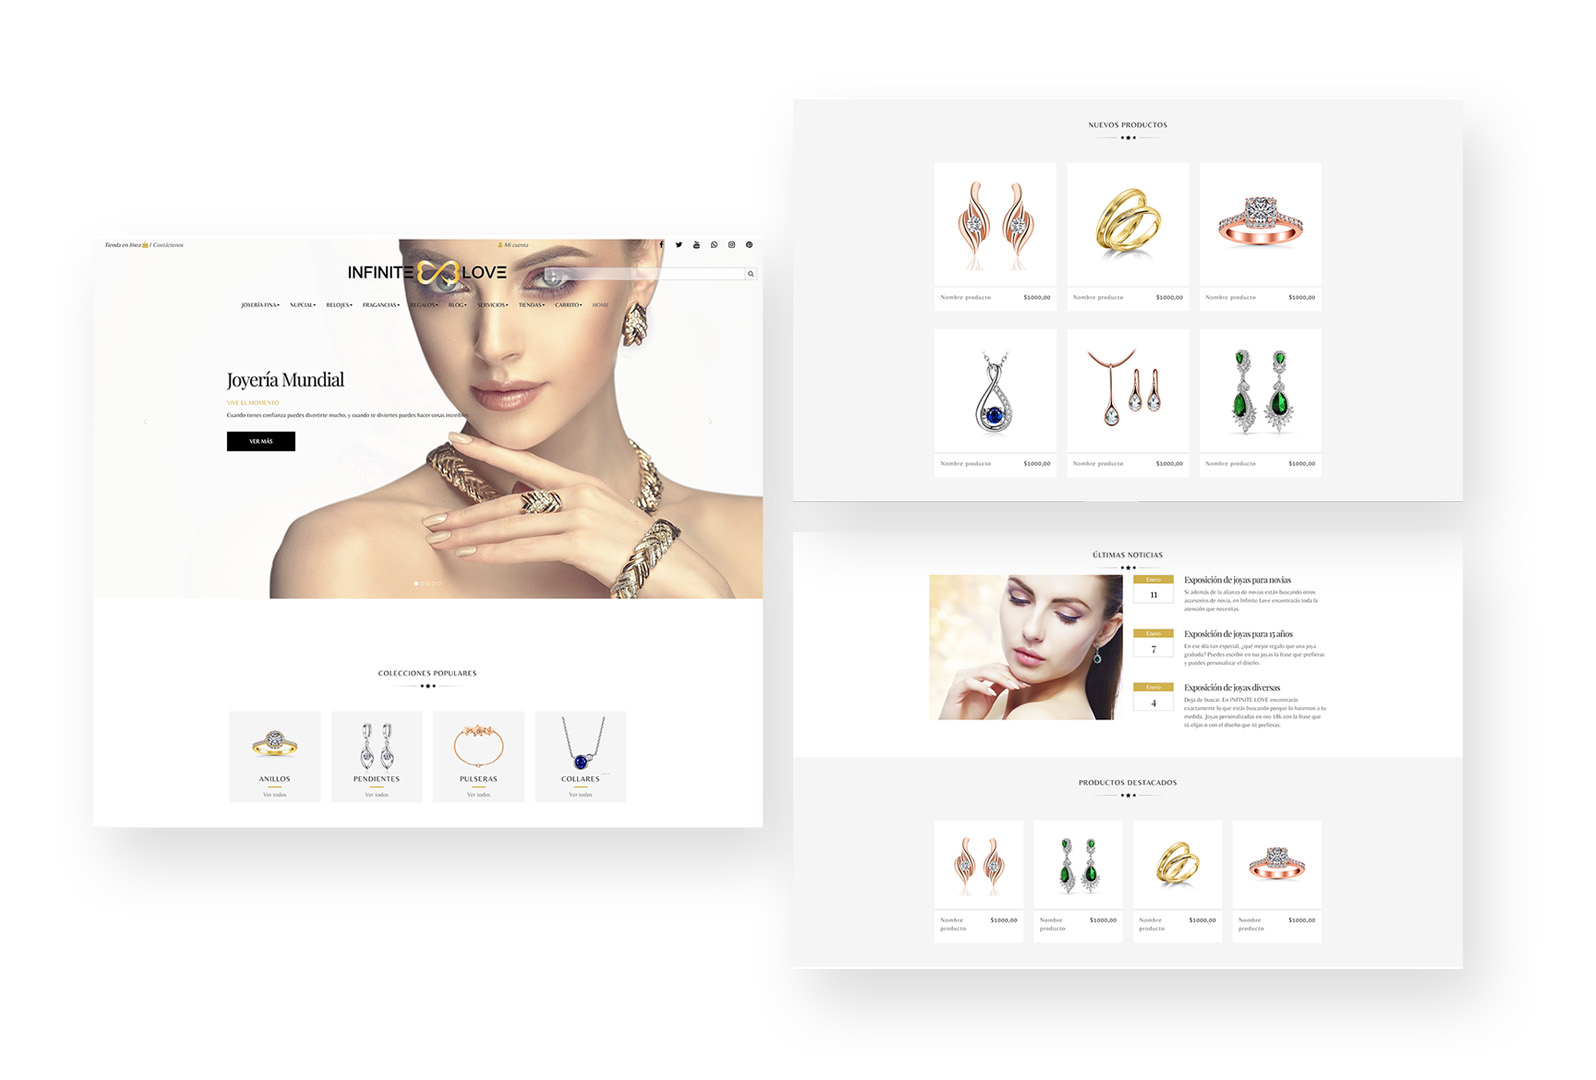 Tienda en línea / Contáctenos
Mi cuenta
INFINITE LOVE
JOYERÍA FINA
NUPCIAL
RELOJES
FRAGANCIAS
REGALOS
BLOG
SERVICIOS
TIENDAS
CARRITO
HOME
Joyería Mundial
VIVE EL MOMENTO
Cuando tienes confianza puedes divertirte mucho, y cuando te diviertes puedes hacer cosas increíbles
VER MÁS
COLECCIONES POPULARES
ANILLOS
Ver todos
PENDIENTES
Ver todos
PULSERAS
Ver todos
COLLARES
Ver todos
NUEVOS PRODUCTOS
Nombre producto $1000,00
Nombre producto $1000,00
Nombre producto $1000,00
Nombre producto $1000,00
Nombre producto $1000,00
Nombre producto $1000,00
ÚLTIMAS NOTICIAS
Enero
11
Exposición de joyas para novias
Si además de la alianza de novias están buscando otros
accesorios de novia, en Infinite Love encontrarás toda la
atención que necesitas.
Enero
7
Exposición de joyas para 15 años
En ese día tan especial, ¿qué mejor regalo que una joya
grabada? Puedes escribir en tus joyas la frase que prefieras
y puedes personalizar el diseño.
Enero
4
Exposición de joyas diversas
Deja de buscar. En INFINITE LOVE encontrarás
exactamente lo que estás buscando porque lo hacemos a tu
medida. Joyas personalizadas en oro 18k con la frase que
tú elijas o con el diseño que tú prefieras.
PRODUCTOS DESTACADOS
Nombre
producto
$1000,00
Nombre
producto
$1000,00
Nombre
producto
$1000,00
Nombre
producto
$1000,00